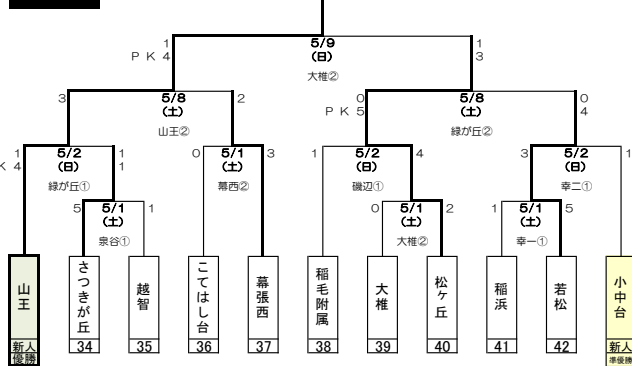 5/9
(日)
大椎②
1
PK 4
1
3
5/8
(土)
山王②
3
2
5/8
(土)
緑が丘②
0
PK 5
0
4
5/2
(日)
緑が丘①
1
K 4
1
1
5/1
(土)
幕西②
0
3
5/2
(日)
磯辺①
1
4
5/2
(日)
幸二①
3
1
5/1
(土)
泉谷①
5
1
5/1
(土)
大椎②
0
2
5/1
(土)
幸一①
1
5
山王
新人
優勝
さつきが丘
34
越智
35
こてはし台
36
幕張西
37
稲毛附属
38
大椎
39
松ヶ丘
40
稲浜
41
若松
42
小中台
新人
準優勝